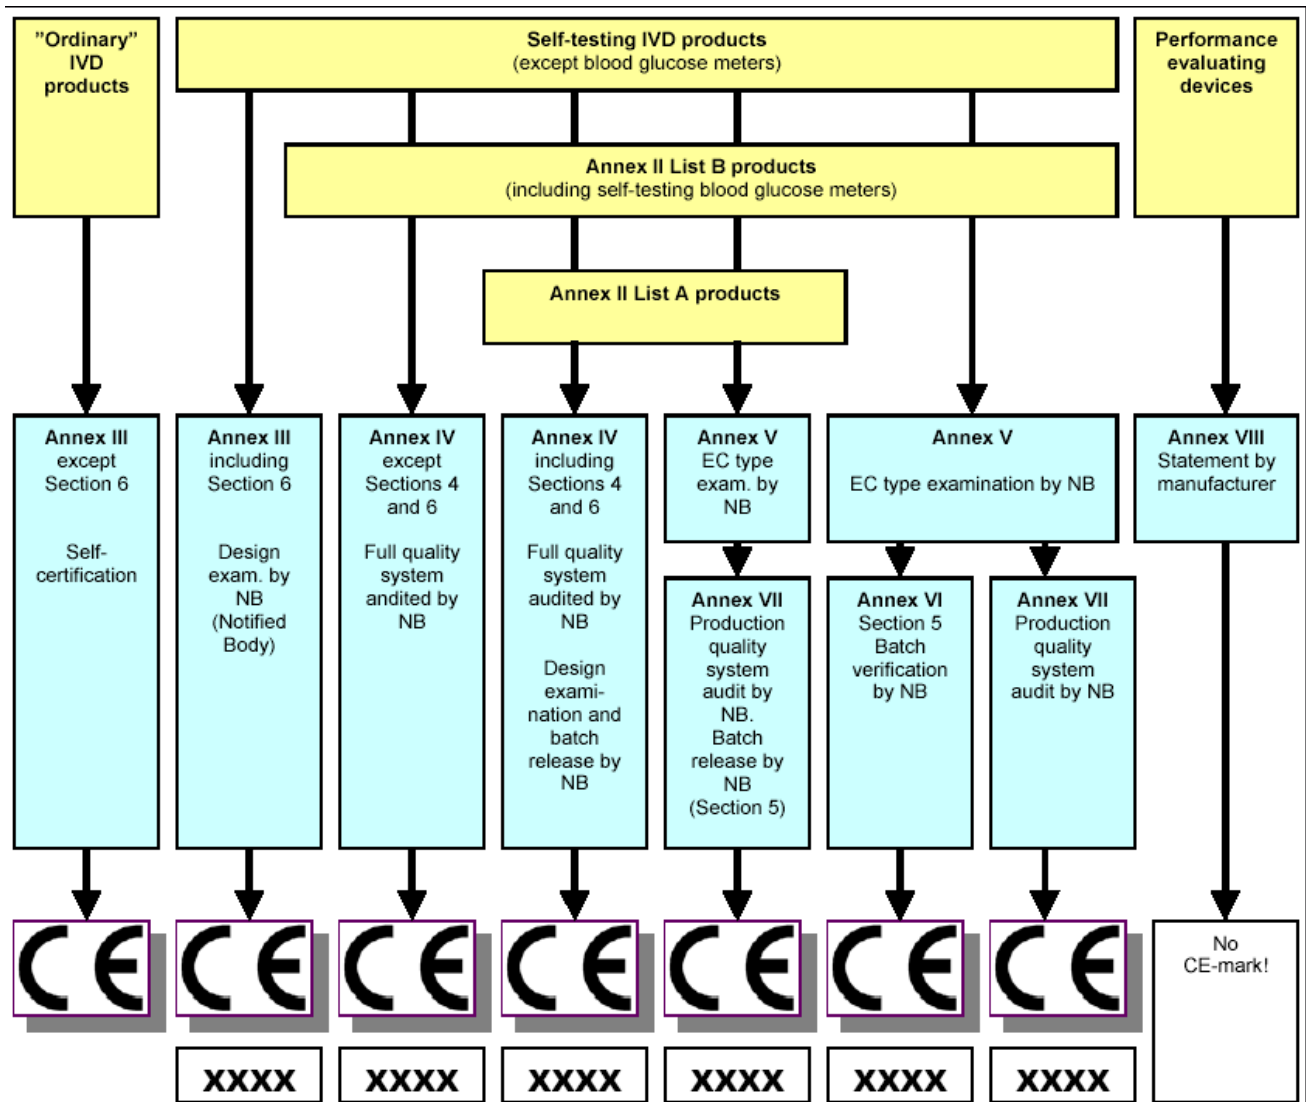 ”Ordinary”
IVD
products
Self-testing IVD products
(except blood glucose meters)
Performance
evaluating
devices
Annex II List B products
(including self-testing blood glucose meters)
Annex II List A products
Annex III
except
Section 6
Self-
certification
Annex III
including
Section 6
Design
exam. by
NB
(Notified
Body)
Annex IV
except
Sections 4
and 6
Full quality
system
andited by
NB
Annex IV
including
Sections 4
and 6
Full quality
system
audited by
NB
Design
exami-
nation and
batch
release by
NB
Annex V
EC type
exam. by
NB
Annex VII
Production
quality
system
audit by
NB.
Batch
release by
NB
(Section 5)
Annex V
EC type examination by NB
Annex VI
Section 5
Batch
verification
by NB
Annex VII
Production
quality
system
audit by NB
Annex VIII
Statement by
manufacturer
CE
CE
CE
CE
CE
CE
CE
No
CE-mark!
xxxx
xxxx
xxxx
xxxx
xxxx
xxxx